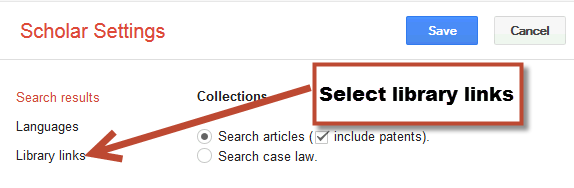 Scholar Settings
Save
Cancel
Search results
Collections
Select library links
Languages
Search articles (include patents).
Library links
Search case law.